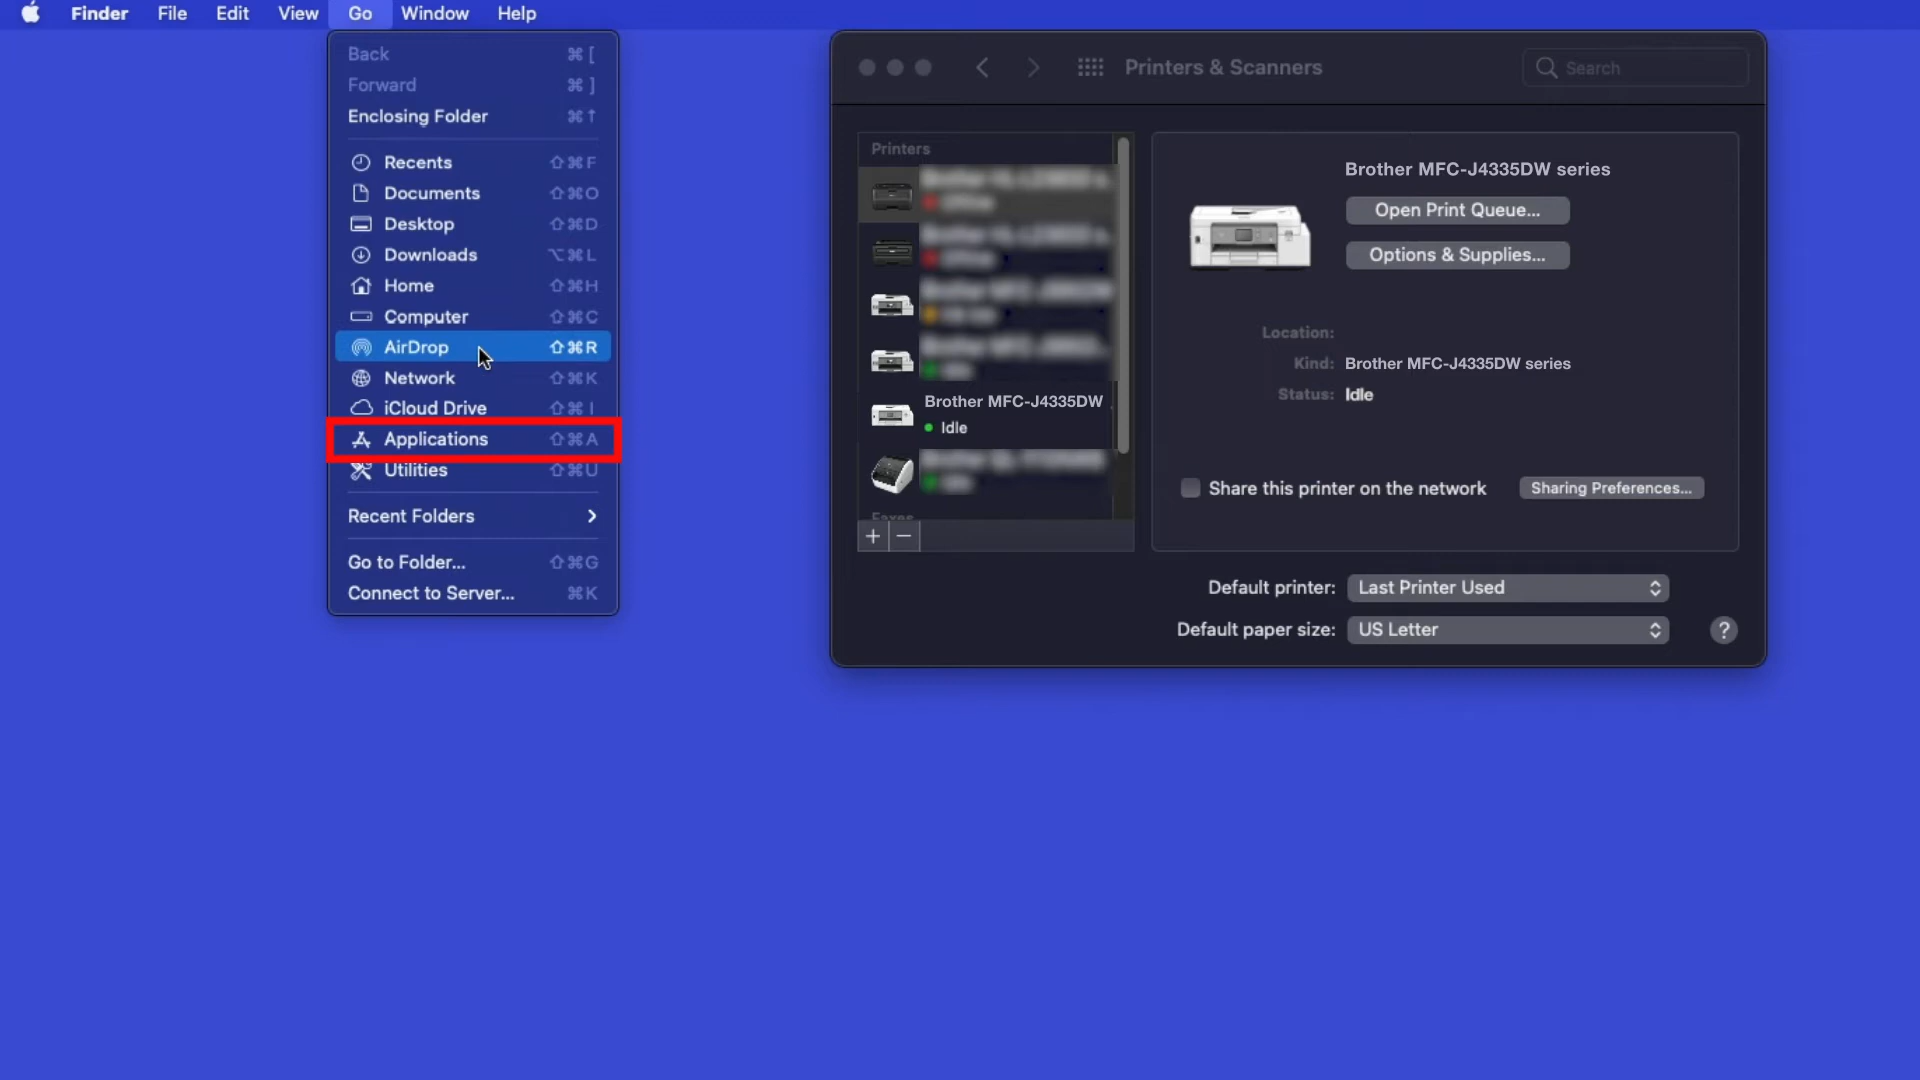 Finder File Edit View Go Window Help
Back ⌘ [
Forward ⌘ ]
Enclosing Folder ⌘↑
Recents ⇧⌘F
Documents ⇧⌘O
Desktop ⇧⌘D
Downloads ⌥⌘L
Home ⇧⌘H
Computer ⇧⌘C
AirDrop ⇧⌘R
Network ⇧⌘K
iCloud Drive ⇧⌘I
Applications ⇧⌘A
Utilities ⇧⌘U
Recent Folders
Go to Folder... ⇧⌘G
Connect to Server... ⌘K
Printers & Scanners
Search
Printers
Brother MFC-J4335DW
Idle
Faxes
+ −
Brother MFC-J4335DW series
Open Print Queue...
Options & Supplies...
Location:
Kind: Brother MFC-J4335DW series
Status: Idle
Share this printer on the network
Sharing Preferences...
Default printer: Last Printer Used
Default paper size: US Letter
?